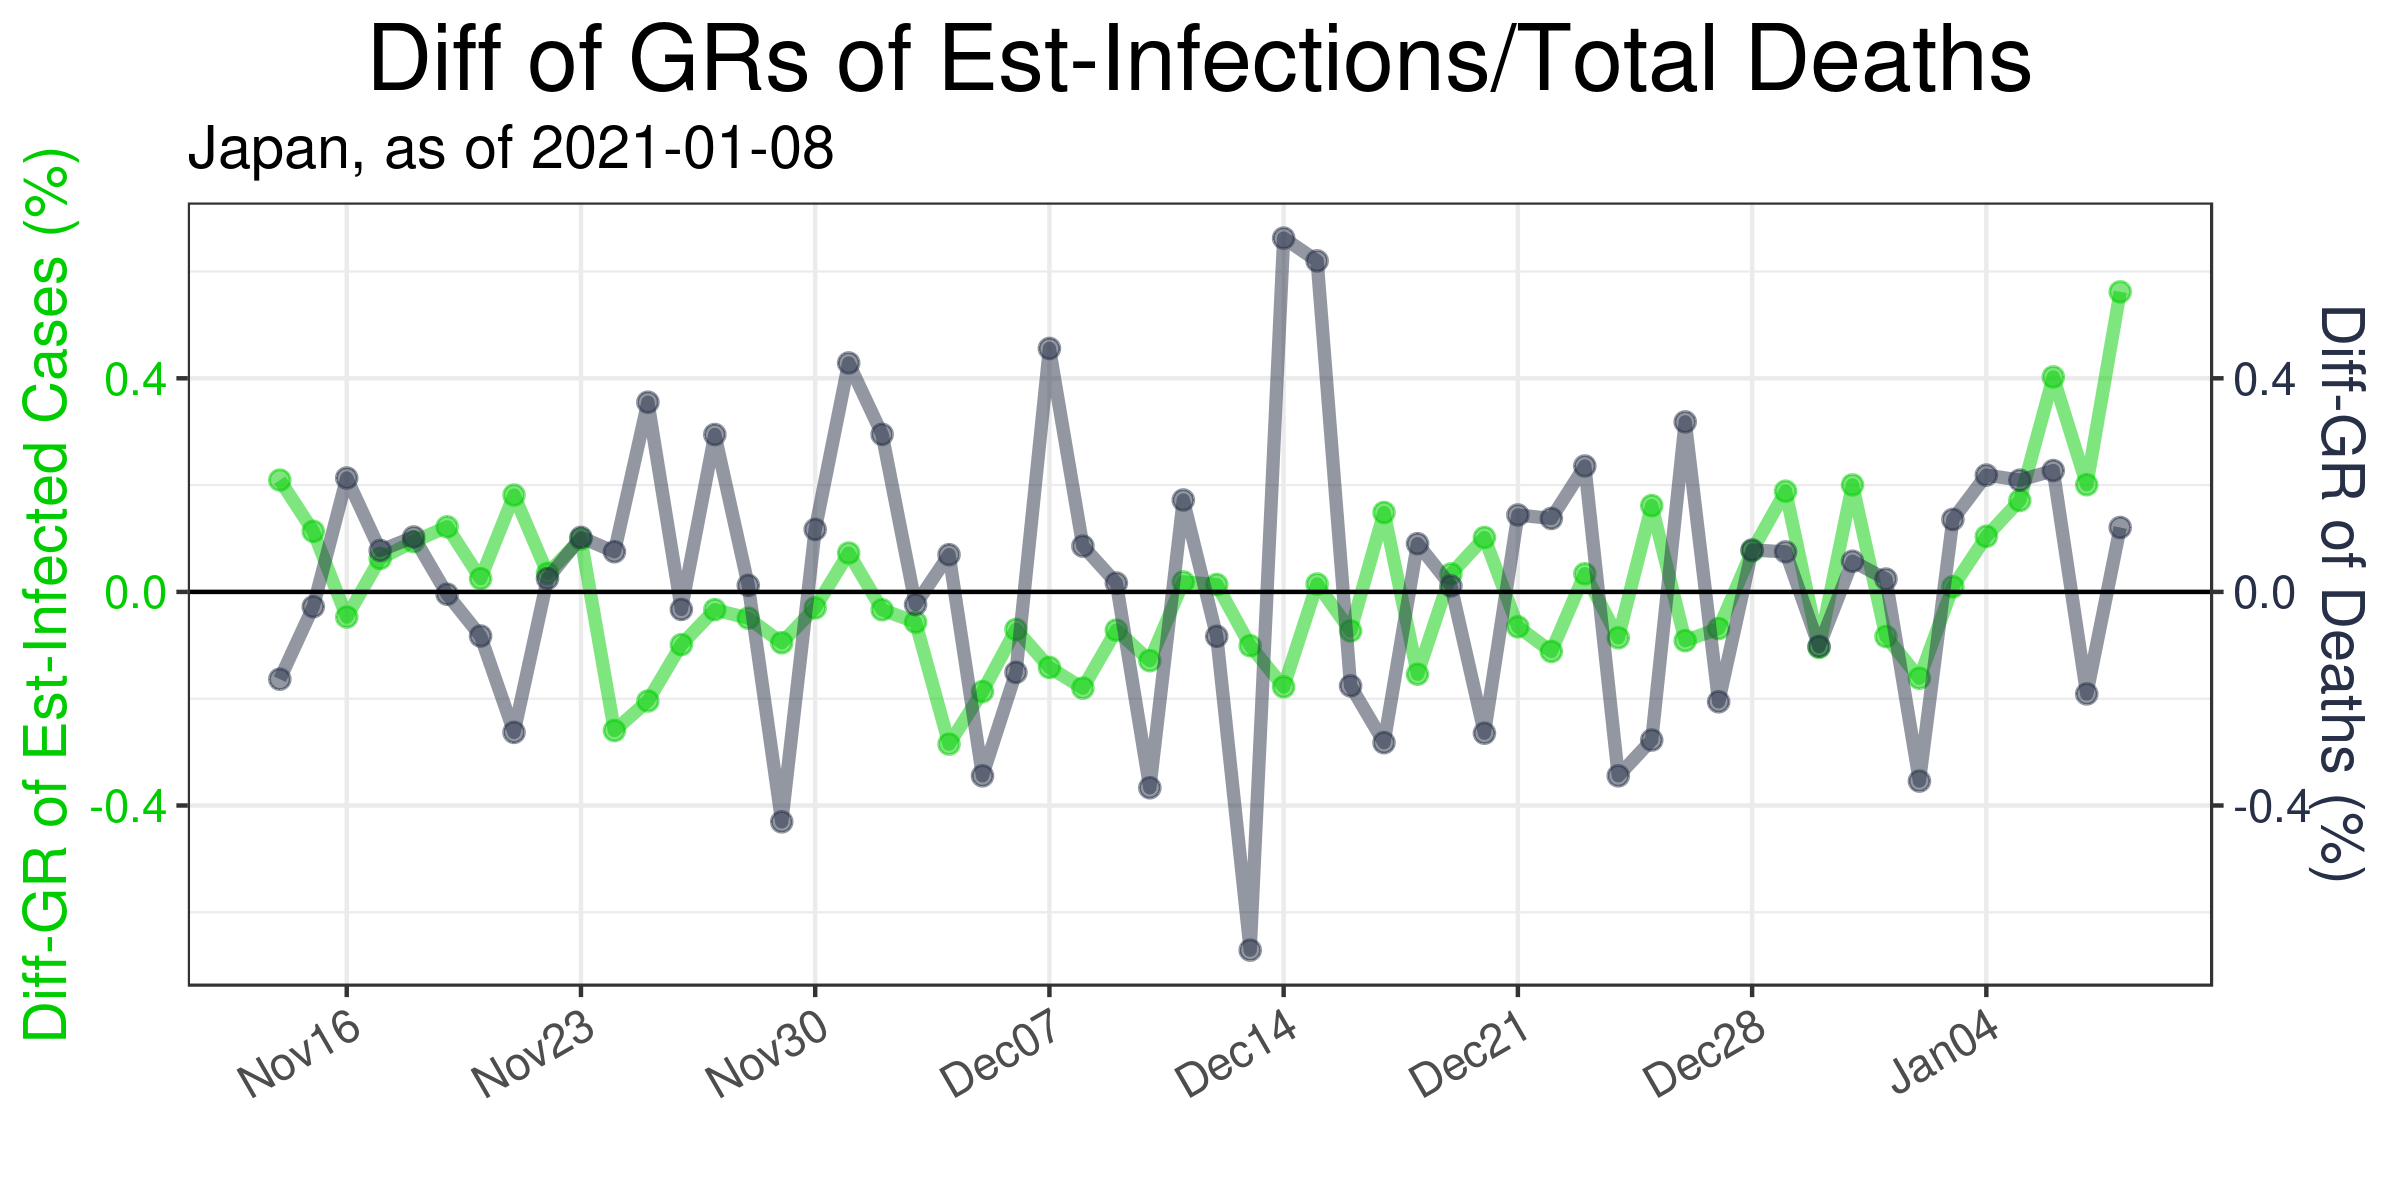 Diff of GRs of Est-Infections/Total Deaths
Japan, as of 2021-01-08
Diff-GR of Est-Infected Cases (%)
0.4
0.0
-0.4
0.4
0.0
-0.4
Diff-GR of Deaths (%)
Nov16
Nov23
Nov30
Dec07
Dec14
Dec21
Dec28
Jan04